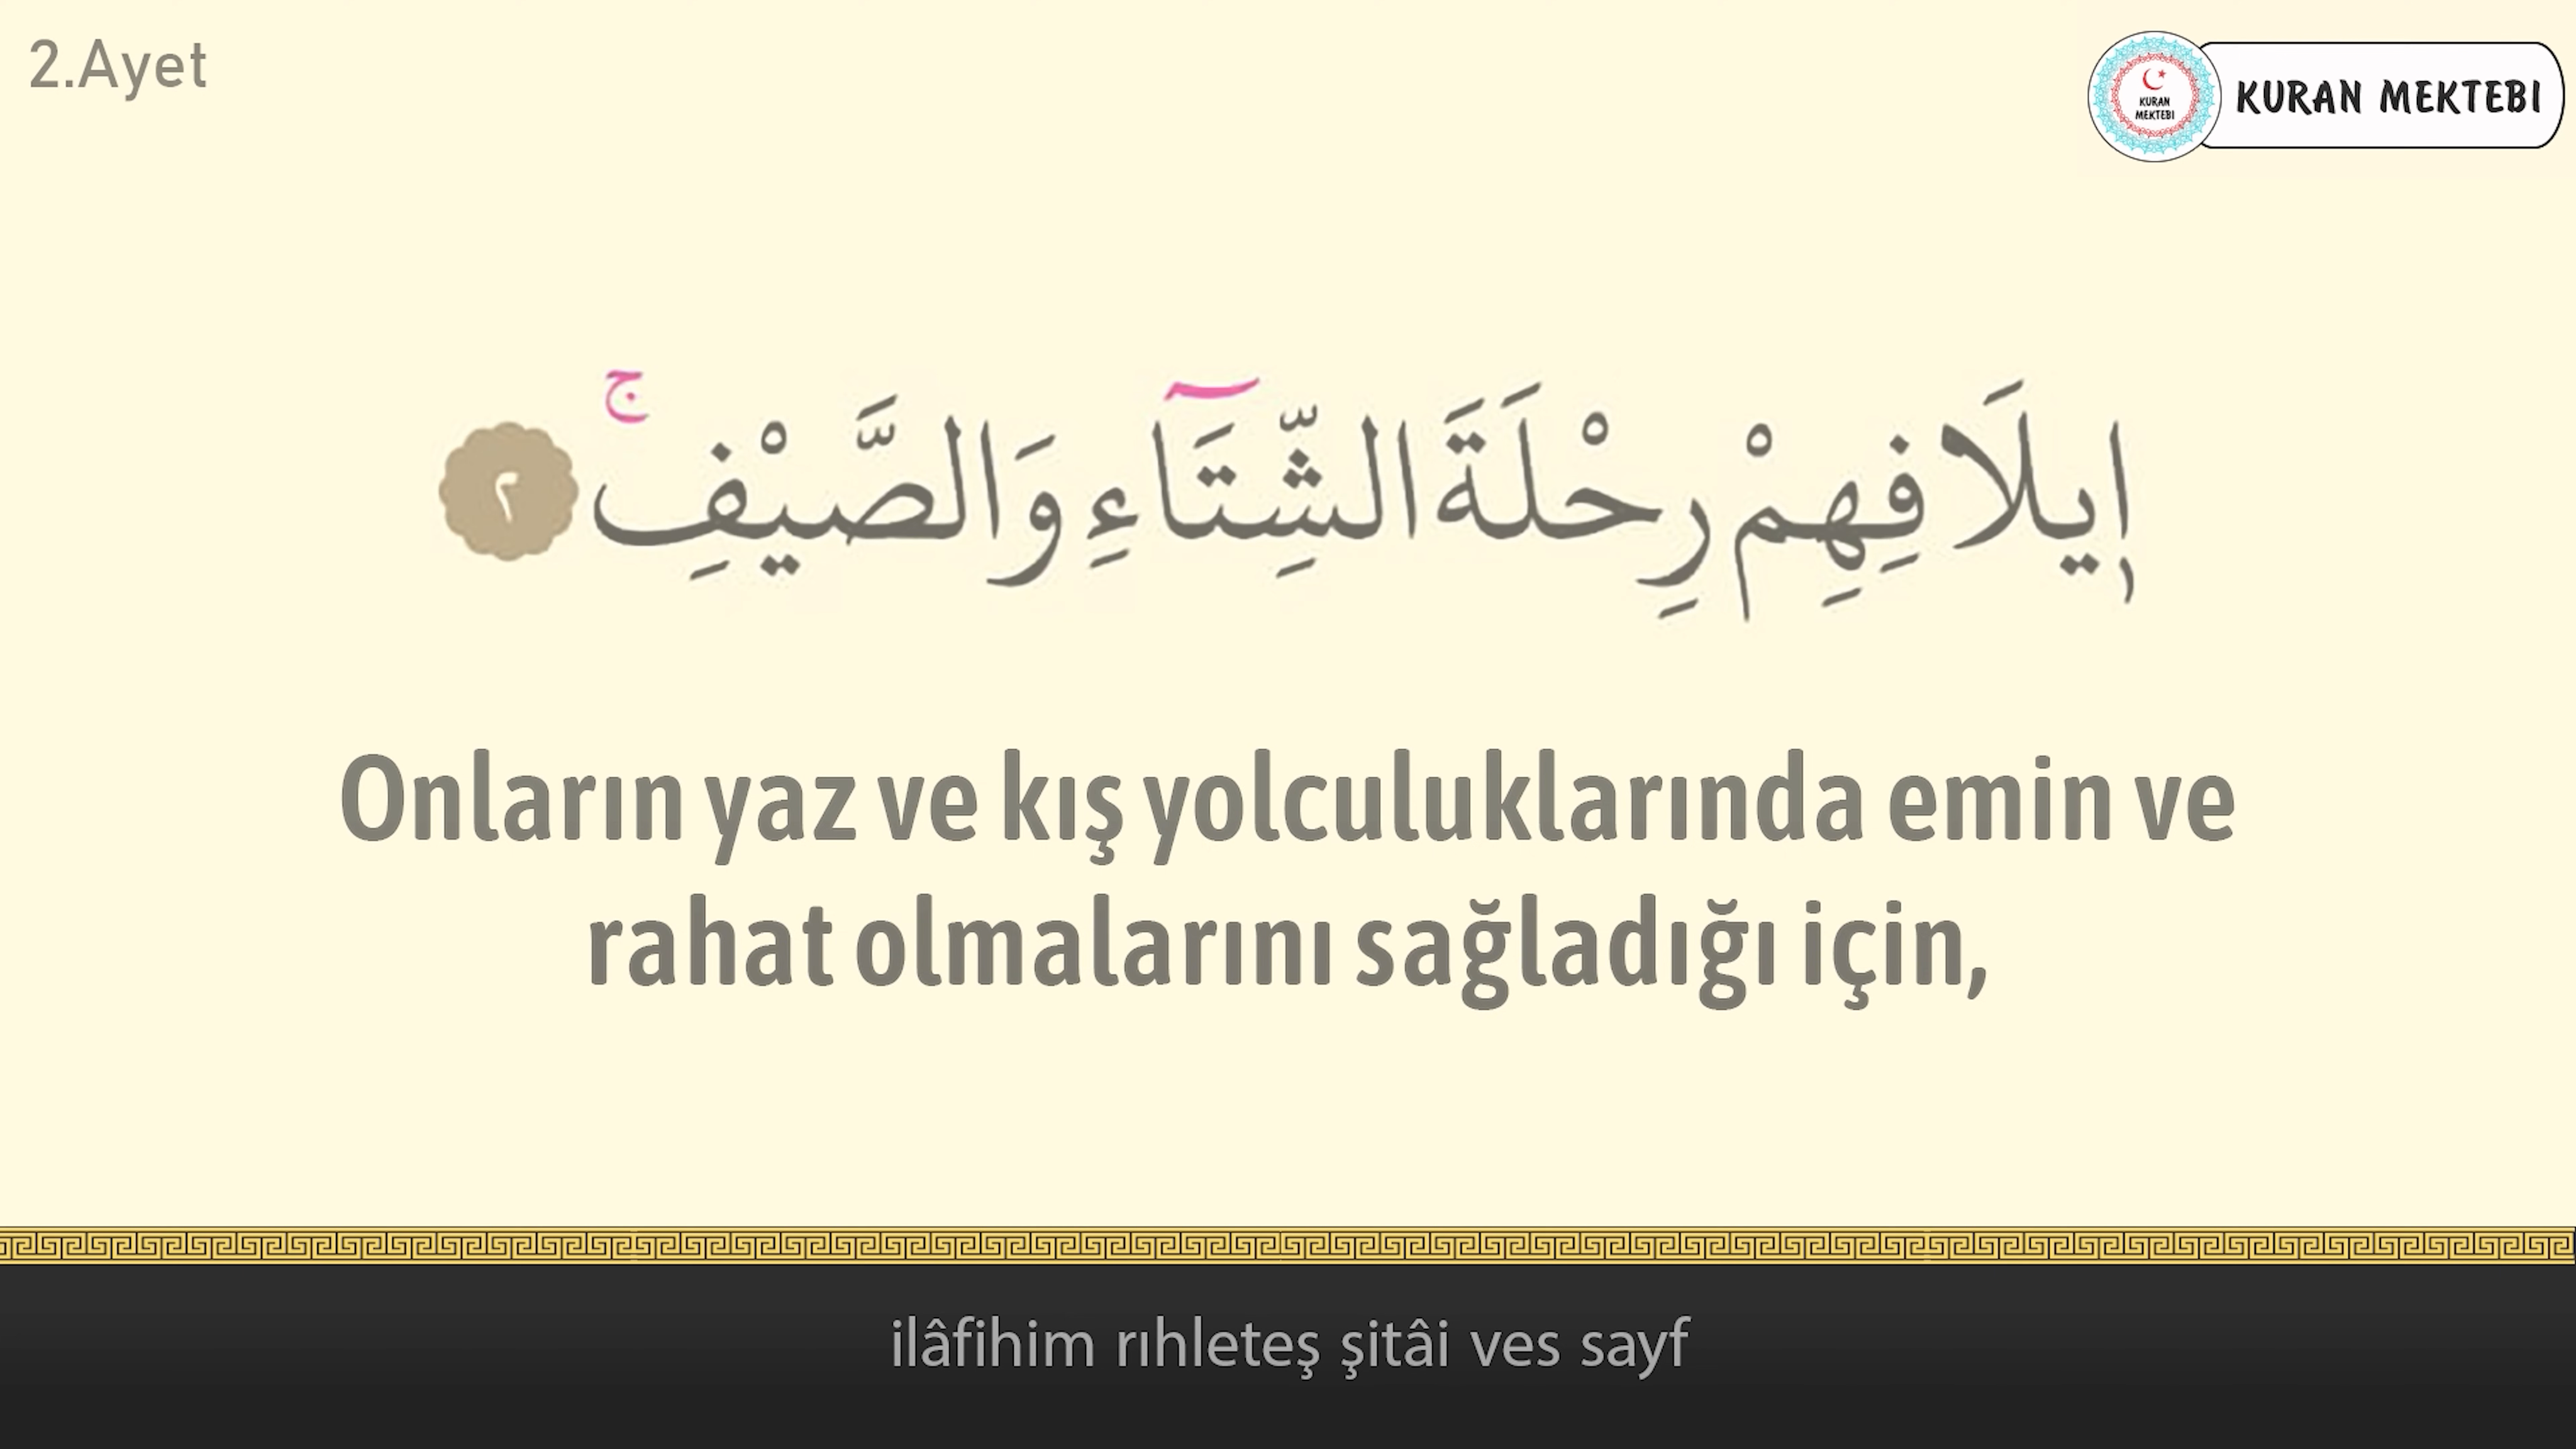 2.Ayet
KURAN MEKTEBI
KURAN
MEKTEBI
اٖيلَافِهِمْ رِحْلَةَ الشِّتَٓاءِ وَالصَّيْفِۚ ٢
Onların yaz ve kış yolculuklarında emin ve
rahat olmalarını sağladığı için,
ilâfihim rıhleteş şitâi ves sayf